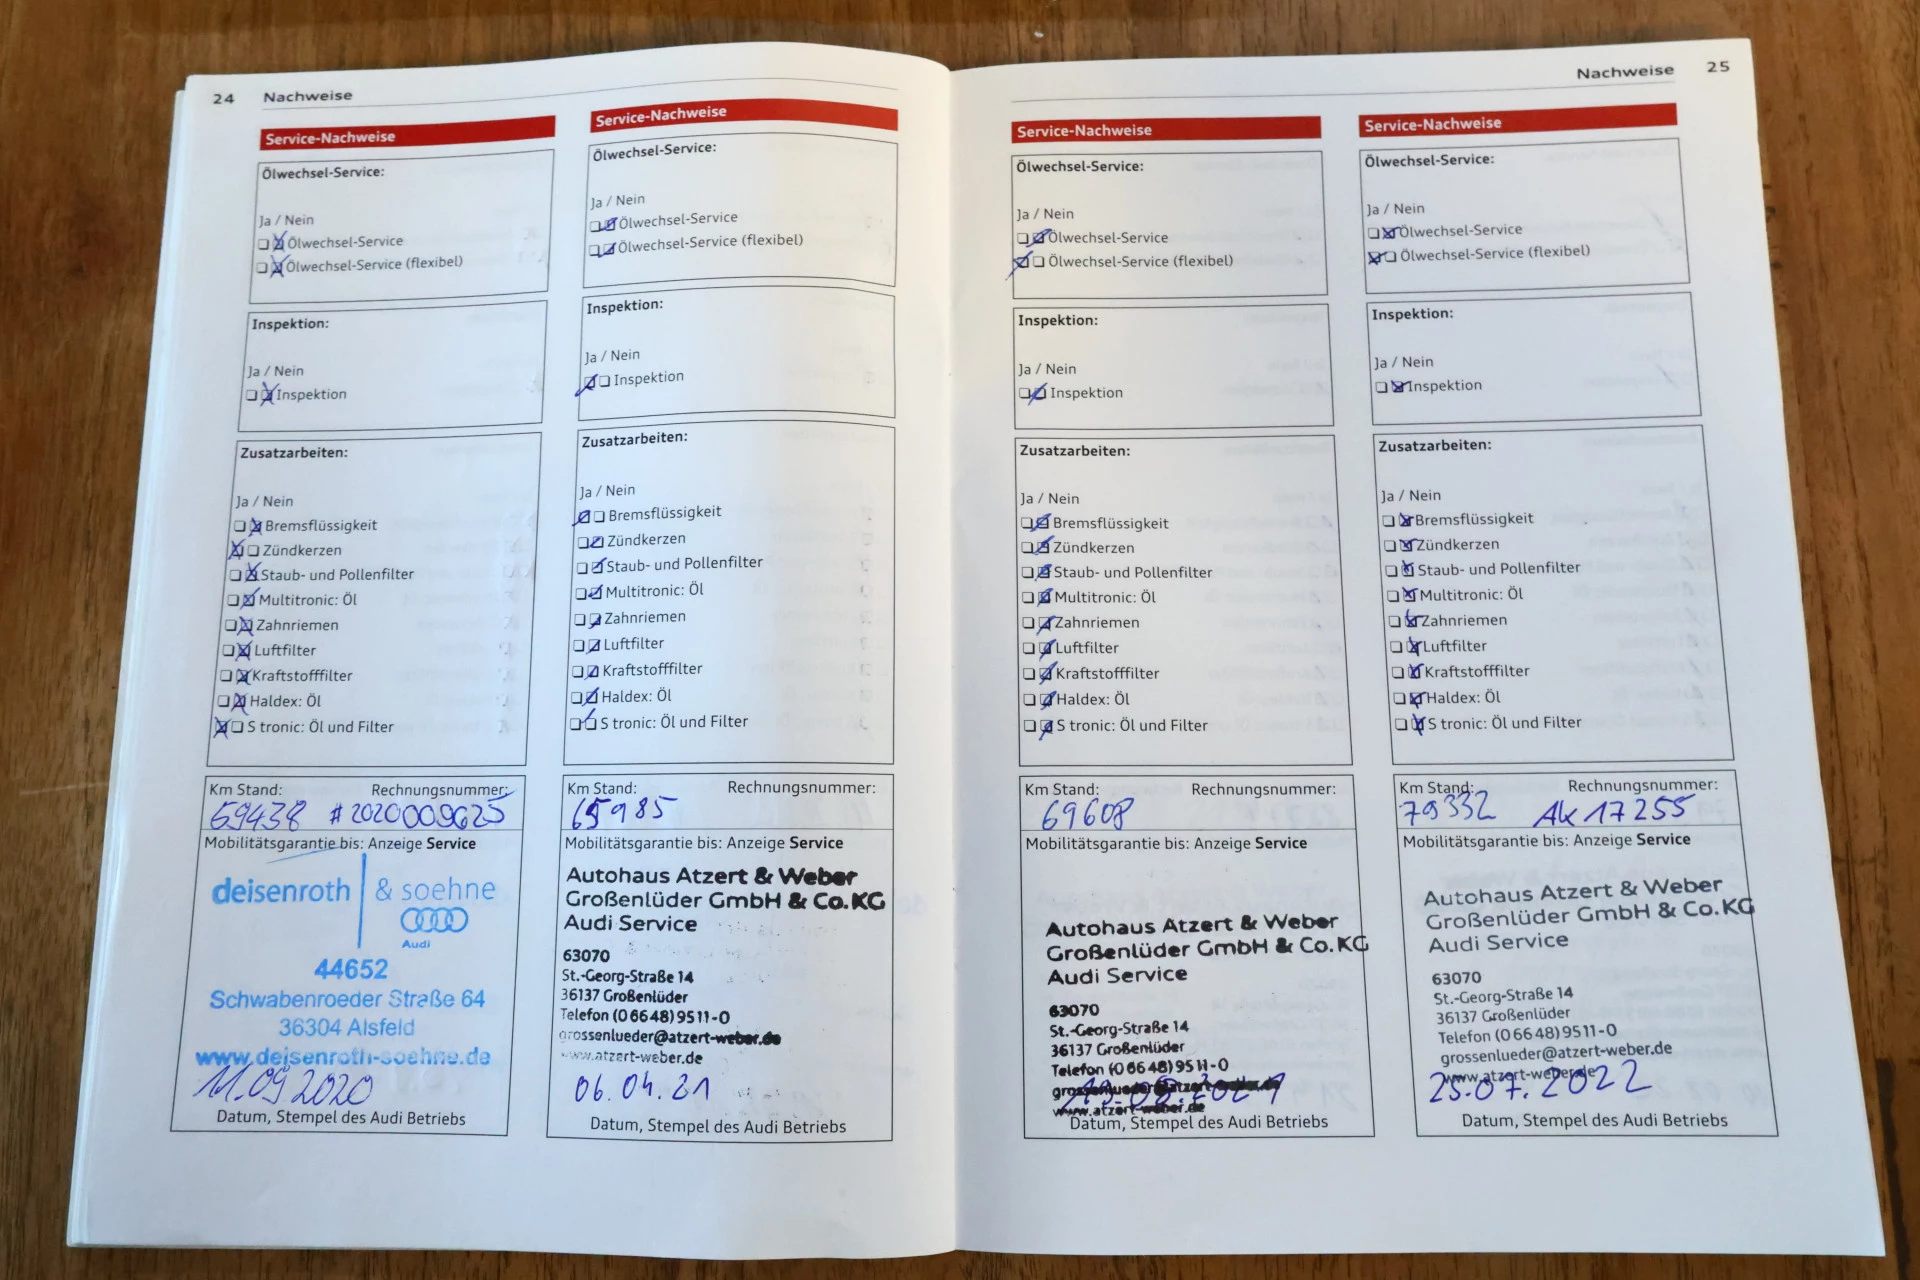 24 Nachweise
Service-Nachweise
Ölwechsel-Service:
Ja / Nein
Ölwechsel-Service
Ölwechsel-Service (flexibel)
Inspektion:
Ja / Nein
Inspektion
Zusatzarbeiten:
Ja / Nein
Bremsflüssigkeit
Zündkerzen
Staub- und Pollenfilter
Multitronic: Öl
Zahnriemen
Luftfilter
Kraftstofffilter
Haldex: Öl
S tronic: Öl und Filter
Km Stand: Rechnungsnummer:
59438 #2020009625
Mobilitätsgarantie bis: Anzeige Service
deisenroth & soehne
Audi
44652
Schwabenroeder Straße 64
36304 Alsfeld
www.deisenroth-soehne.de
11.09.2020
Datum, Stempel des Audi Betriebs
Service-Nachweise
Ölwechsel-Service:
Ja / Nein
Ölwechsel-Service
Ölwechsel-Service (flexibel)
Inspektion:
Ja / Nein
Inspektion
Zusatzarbeiten:
Ja / Nein
Bremsflüssigkeit
Zündkerzen
Staub- und Pollenfilter
Multitronic: Öl
Zahnriemen
Luftfilter
Kraftstofffilter
Haldex: Öl
S tronic: Öl und Filter
Km Stand: Rechnungsnummer:
65985
Mobilitätsgarantie bis: Anzeige Service
Autohaus Atzert & Weber
Großenlüder GmbH & Co.KG
Audi Service
63070
St.-Georg-Straße 14
36137 Großenlüder
Telefon (06648) 9511-0
grossenlueder@atzert-weber.de
www.atzert-weber.de
06.04.21
Datum, Stempel des Audi Betriebs
Nachweise 25
Service-Nachweise
Ölwechsel-Service:
Ja / Nein
Ölwechsel-Service
Ölwechsel-Service (flexibel)
Inspektion:
Ja / Nein
Inspektion
Zusatzarbeiten:
Ja / Nein
Bremsflüssigkeit
Zündkerzen
Staub- und Pollenfilter
Multitronic: Öl
Zahnriemen
Luftfilter
Kraftstofffilter
Haldex: Öl
S tronic: Öl und Filter
Km Stand: Rechnungsnummer:
69608
Mobilitätsgarantie bis: Anzeige Service
Autohaus Atzert & Weber
Großenlüder GmbH & Co.KG
Audi Service
63070
St.-Georg-Straße 14
36137 Großenlüder
Telefon (06648) 9511-0
grossenlueder@atzert-weber.de
www.atzert-weber.de
Datum, Stempel des Audi Betriebs
Service-Nachweise
Ölwechsel-Service:
Ja / Nein
Ölwechsel-Service
Ölwechsel-Service (flexibel)
Inspektion:
Ja / Nein
Inspektion
Zusatzarbeiten:
Ja / Nein
Bremsflüssigkeit
Zündkerzen
Staub- und Pollenfilter
Multitronic: Öl
Zahnriemen
Luftfilter
Kraftstofffilter
Haldex: Öl
S tronic: Öl und Filter
Km Stand: Rechnungsnummer:
79332 AK 17255
Mobilitätsgarantie bis: Anzeige Service
Autohaus Atzert & Weber
Großenlüder GmbH & Co.KG
Audi Service
63070
St.-Georg-Straße 14
36137 Großenlüder
Telefon (06648) 9511-0
grossenlueder@atzert-weber.de
www.atzert-weber.de
25.07.2022
Datum, Stempel des Audi Betriebs